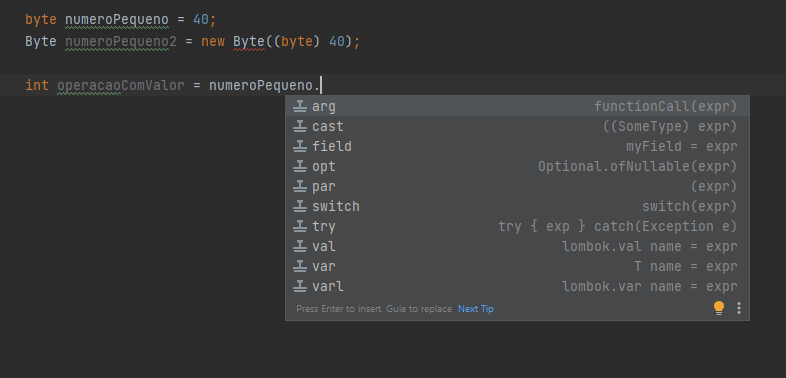 byte numeroPequeno = 40;
Byte numeroPequeno2 = new Byte((byte) 40);
int operacaoComValor = numeroPequeno.
arg functionCall(expr)
cast ((SomeType) expr)
field myField = expr
opt Optional.ofNullable(expr)
par (expr)
switch switch(expr)
try try { exp } catch(Exception e)
val lombok.val name = expr
var T name = expr
varl lombok.var name = expr
Press Enter to insert, Guia to replace Next Tip